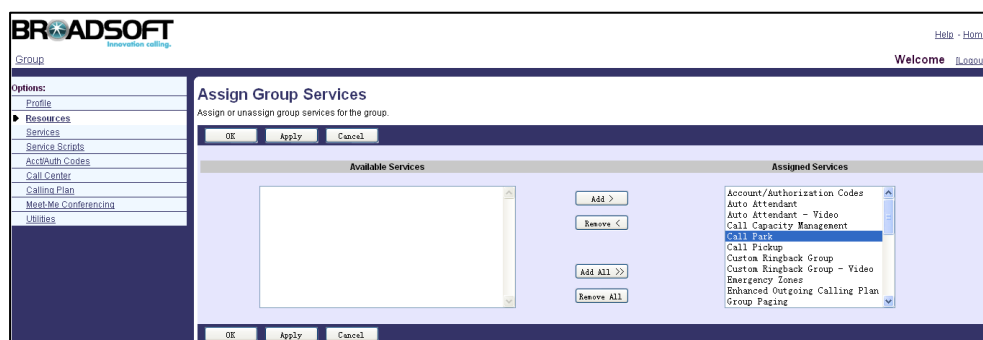 BROADSOFT
Innovation calling.
Help - Hom
Group
Welcome [Logou
Options:
Profile
Resources
Services
Service Scripts
Acct/Auth Codes
Call Center
Calling Plan
Meet-Me Conferencing
Utilities
Assign Group Services
Assign or unassign group services for the group.
OK Apply Cancel
Available Services Assigned Services
Add >
Remove <
Add All >>
Remove All
Account/Authorization Codes
Auto Attendant
Auto Attendant - Video
Call Capacity Management
Call Park
Call Pickup
Custom Ringback Group
Custom Ringback Group - Video
Emergency Zones
Enhanced Outgoing Calling Plan
Group Paging
OK Apply Cancel